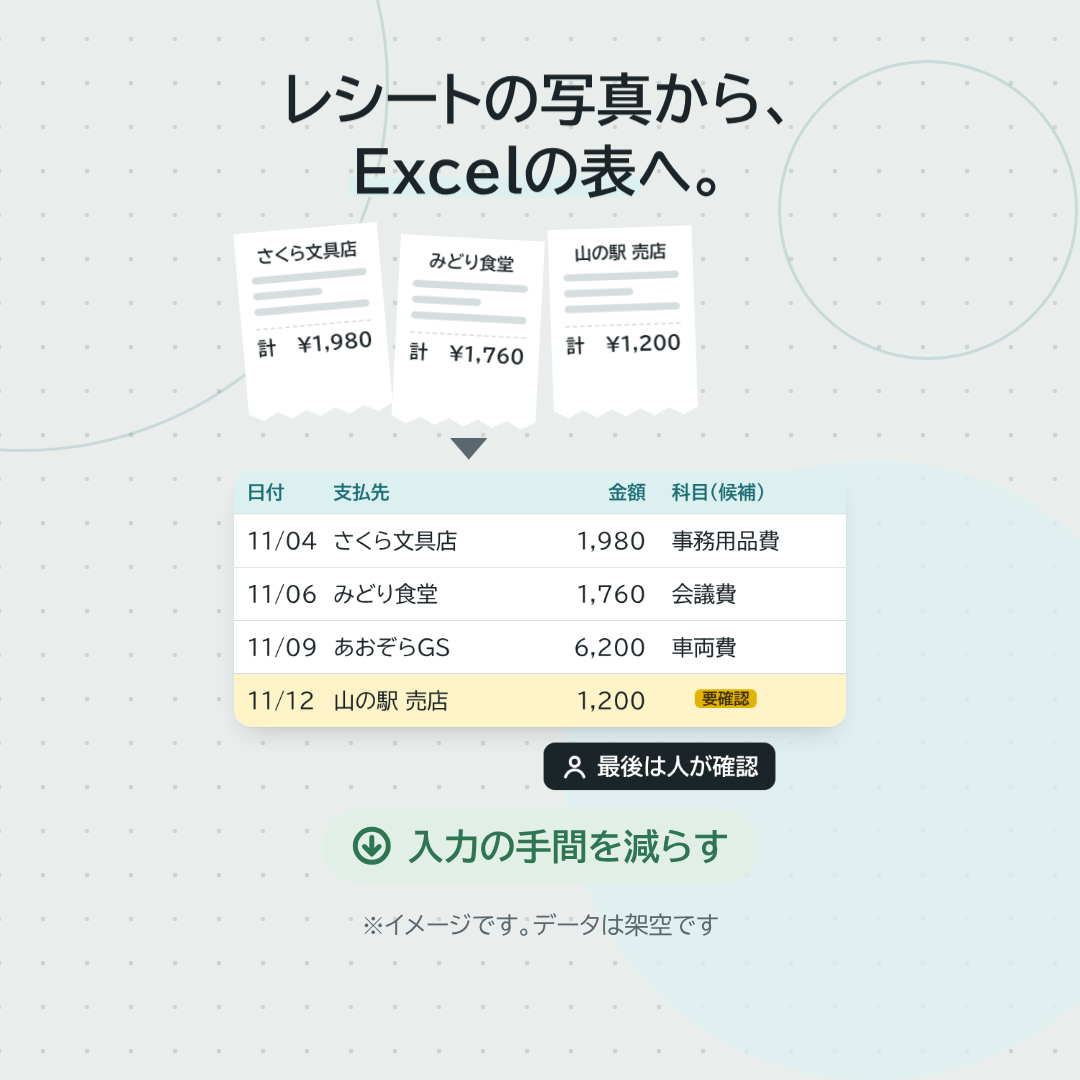 レシートの写真から、
Excelの表へ。
さくら文具店
計 ¥1,980
みどり食堂
計 ¥1,760
山の駅 売店
計 ¥1,200
日付 支払先 金額 科目(候補)
11/04 さくら文具店 1,980 事務用品費
11/06 みどり食堂 1,760 会議費
11/09 あおぞらGS 6,200 車両費
11/12 山の駅 売店 1,200 要確認
最後は人が確認
入力の手間を減らす
※イメージです。データは架空です